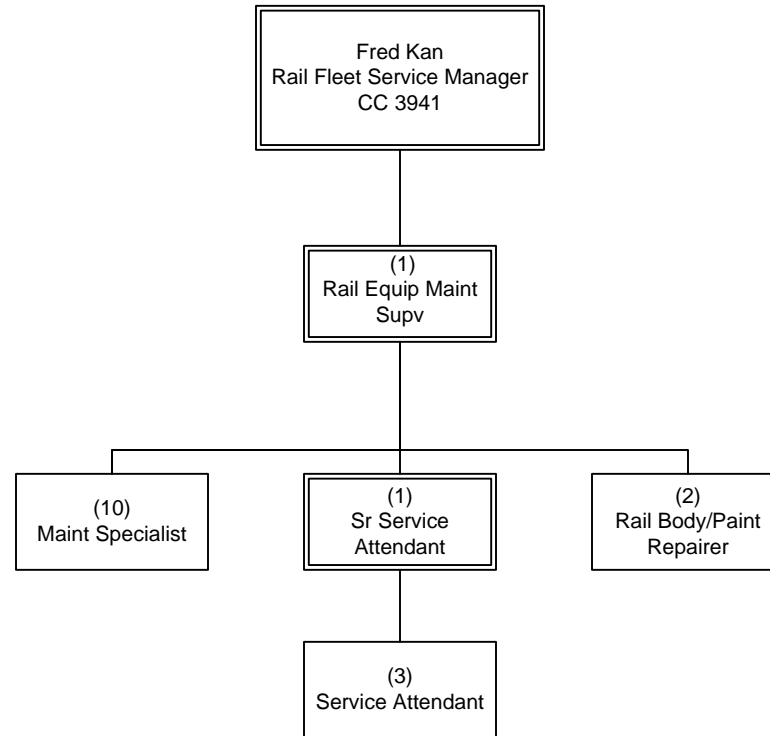 Fred Kan
Rail Fleet Service Manager
CC 3941
(1)
Rail Equip Maint
Supv
(10)
Maint Specialist
(1)
Sr Service
Attendant
(2)
Rail Body/Paint
Repairer
(3)
Service Attendant